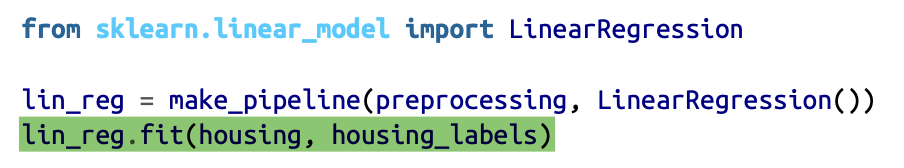 from sklearn.linear_model import LinearRegression
lin_reg = make_pipeline(preprocessing, LinearRegression())
lin_reg.fit(housing, housing_labels)